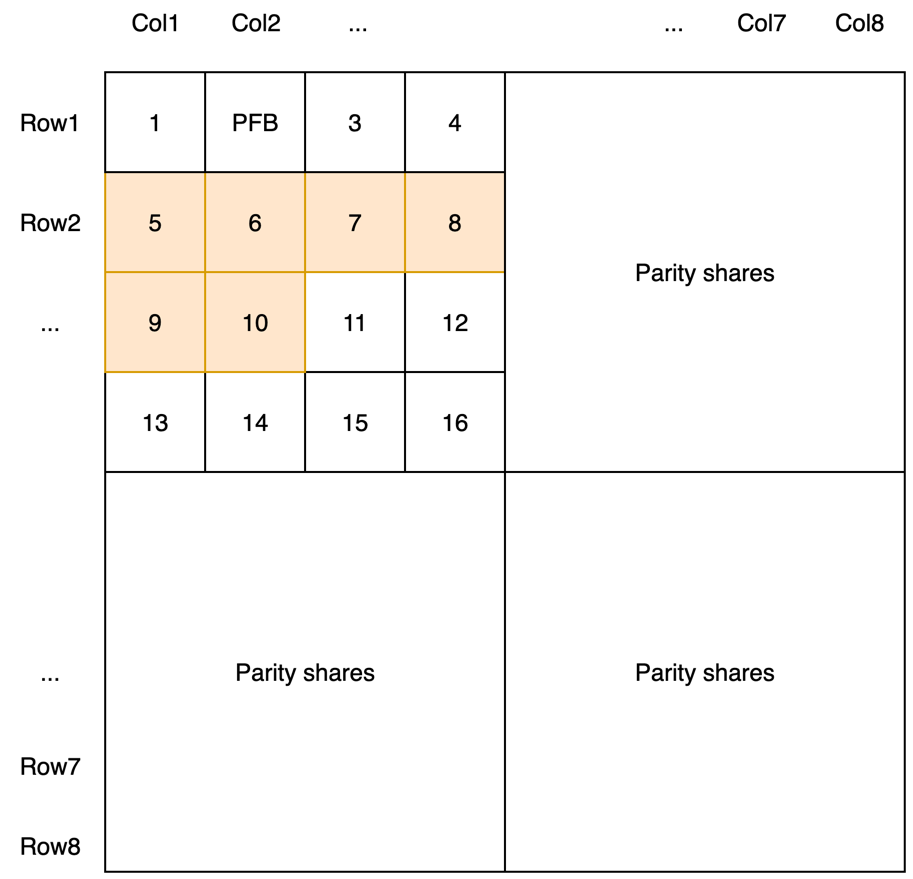 Col1 Col2 ... ... Col7 Col8
Row1 1 PFB 3 4
Row2 5 6 7 8
Parity shares
... 9 10 11 12
13 14 15 16
... Parity shares Parity shares
Row7
Row8